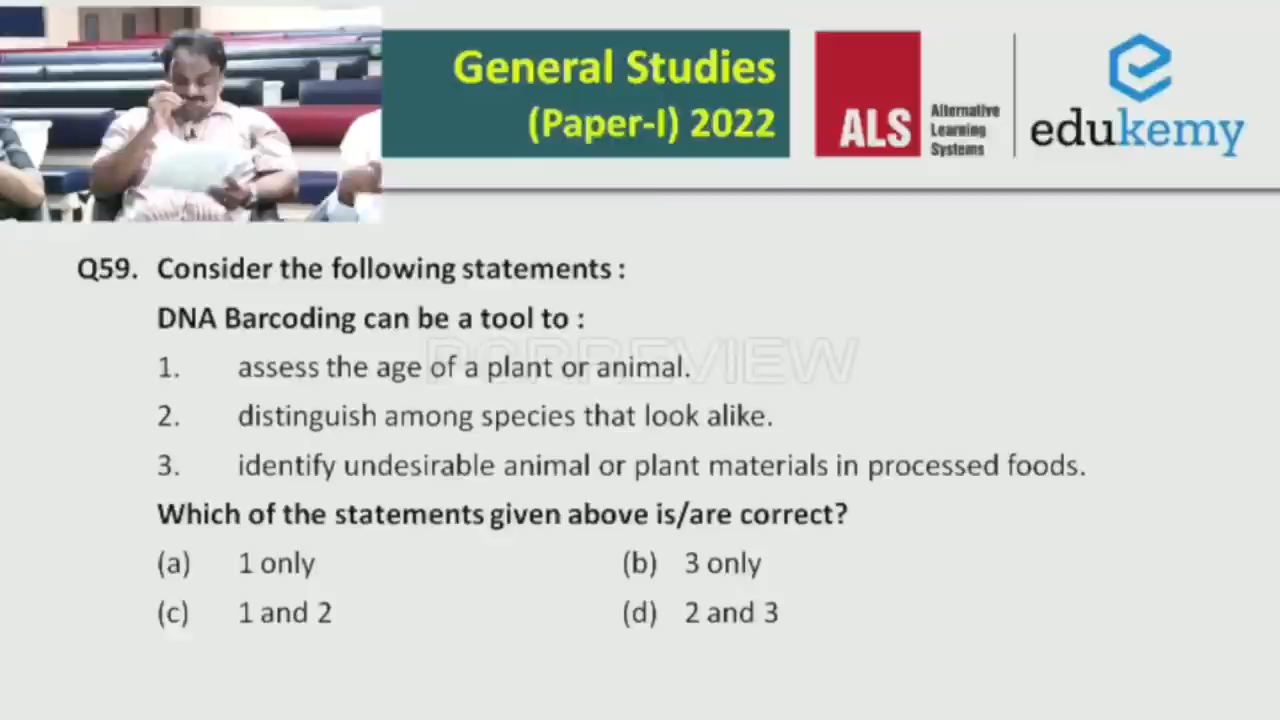 General Studies
(Paper-I) 2022
ALS
Alternative
Learning
Systems
edukemy
Q59. Consider the following statements :
DNA Barcoding can be a tool to :
1. assess the age of a plant or animal.
2. distinguish among species that look alike.
3. identify undesirable animal or plant materials in processed foods.
Which of the statements given above is/are correct?
(a) 1 only (b) 3 only
(c) 1 and 2 (d) 2 and 3